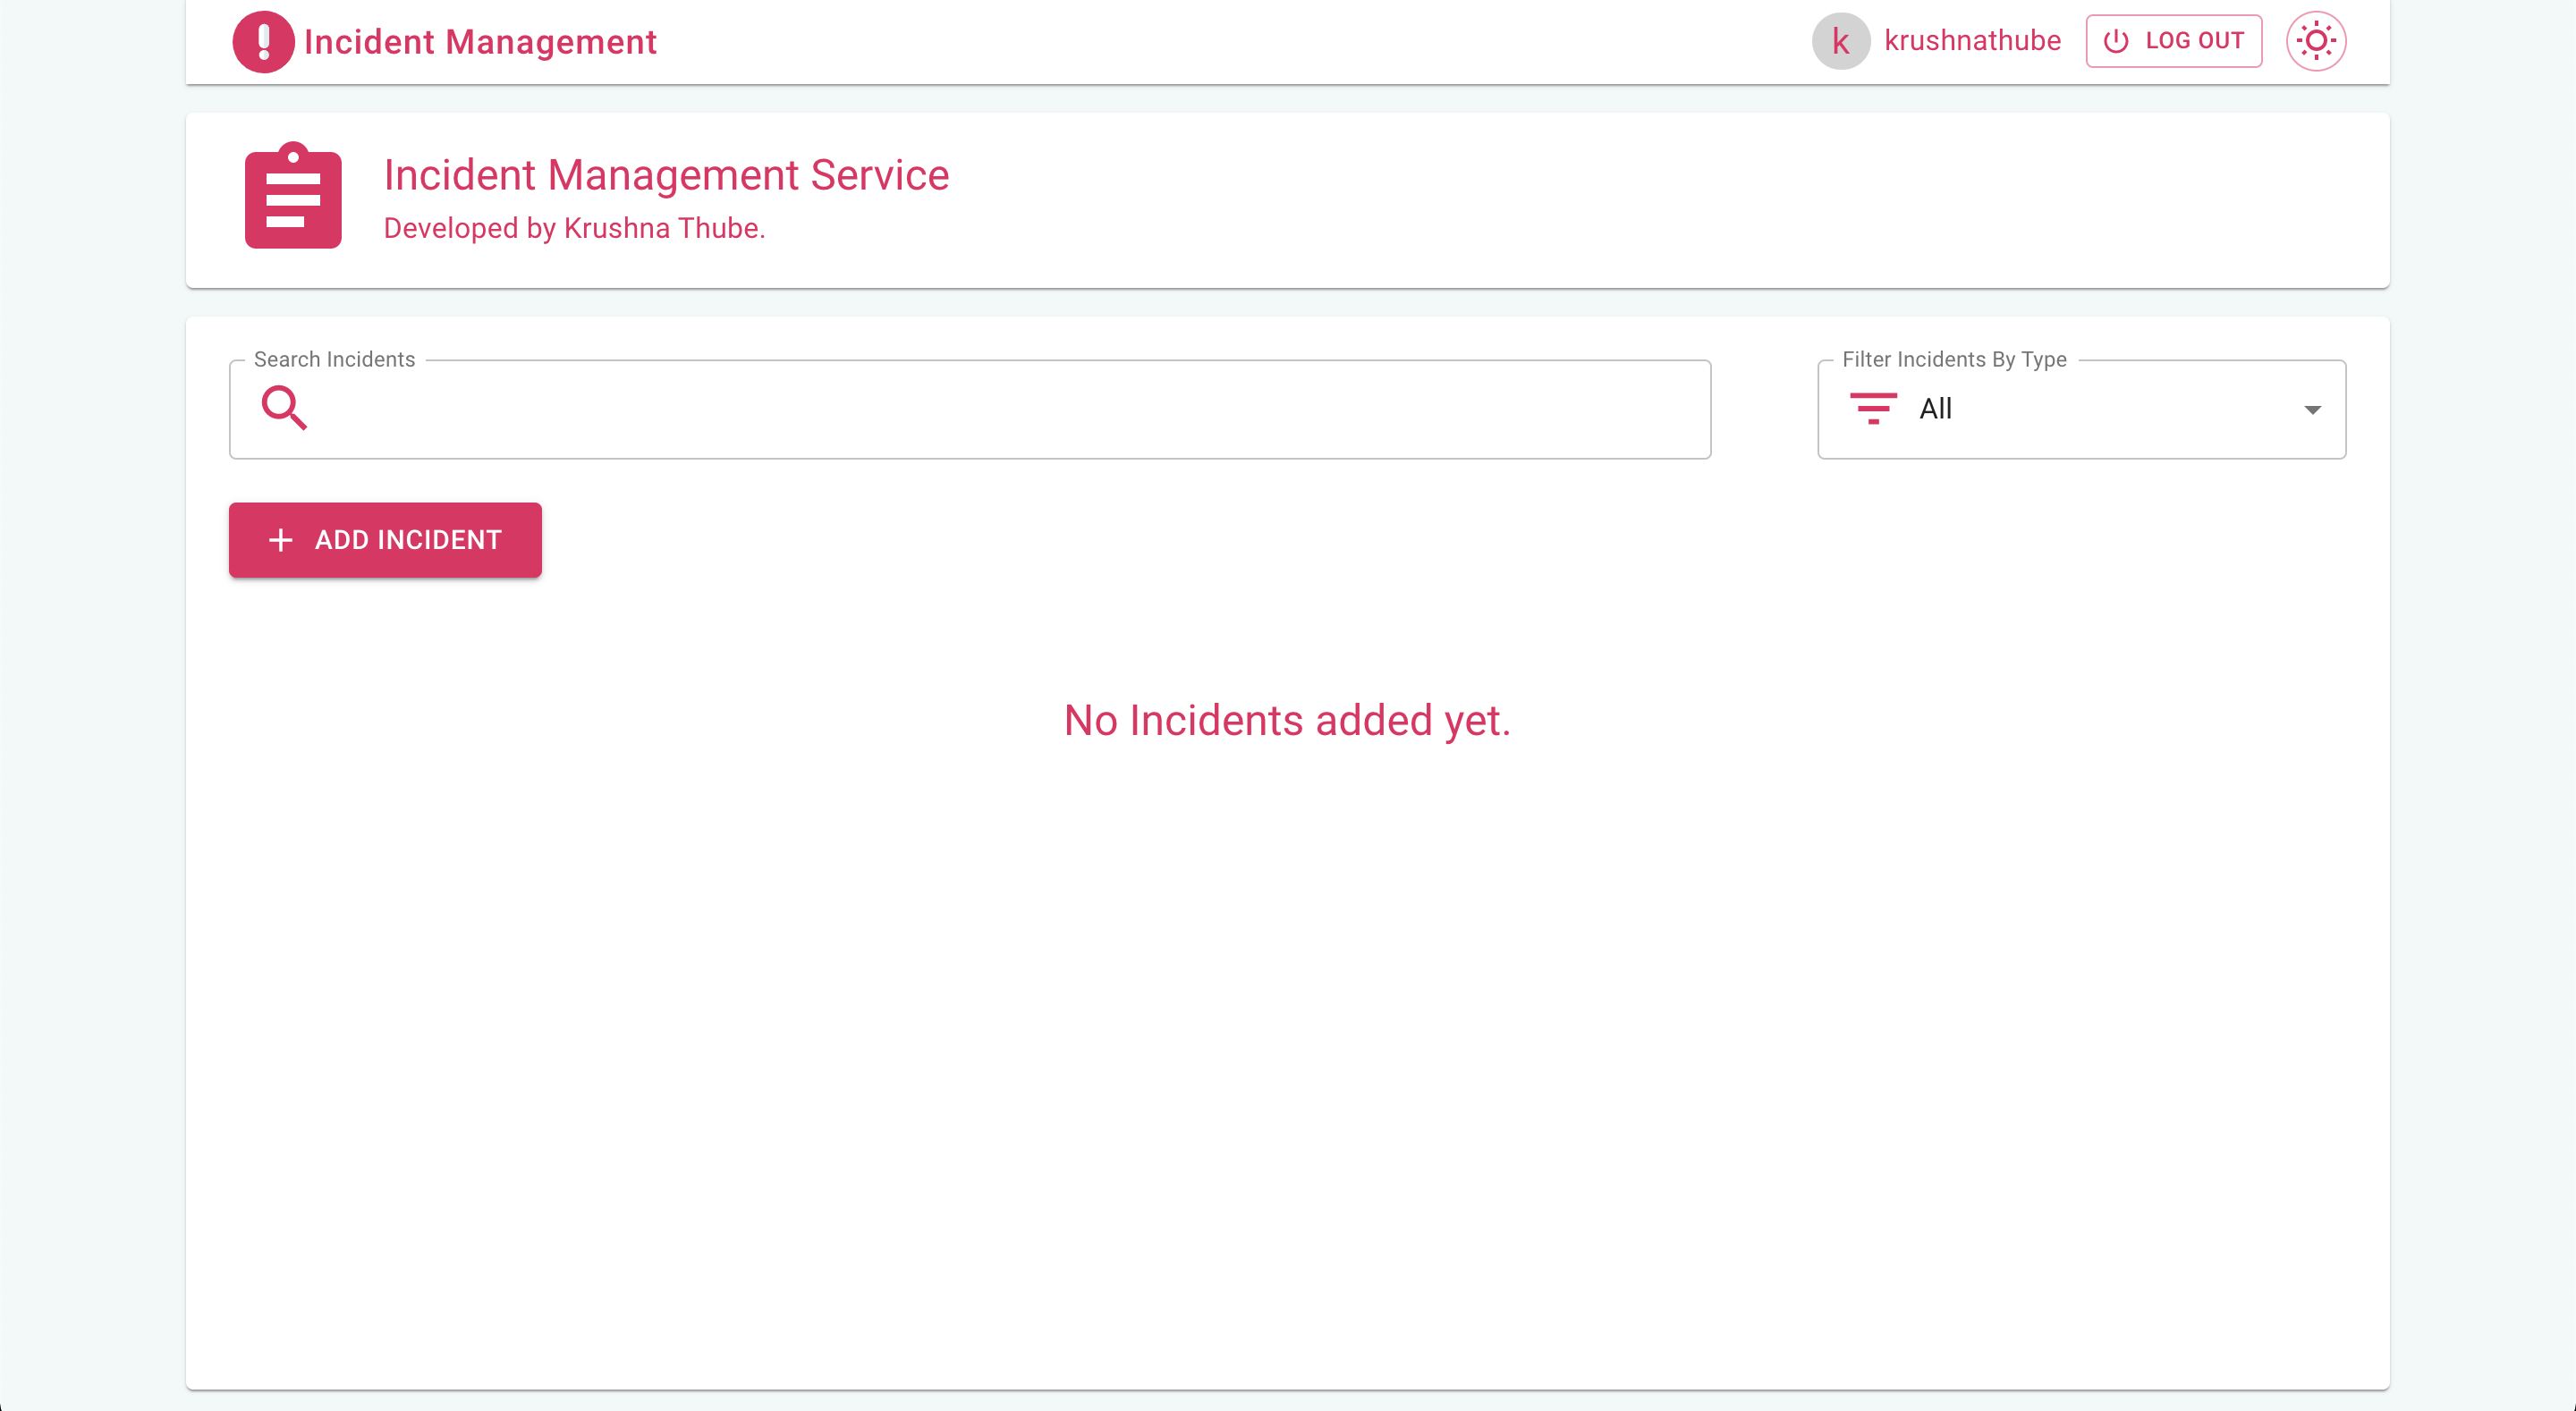 Incident Management
k krushnathube LOG OUT
Incident Management Service
Developed by Krushna Thube.
Search Incidents
Filter Incidents By Type
All
ADD INCIDENT
No Incidents added yet.